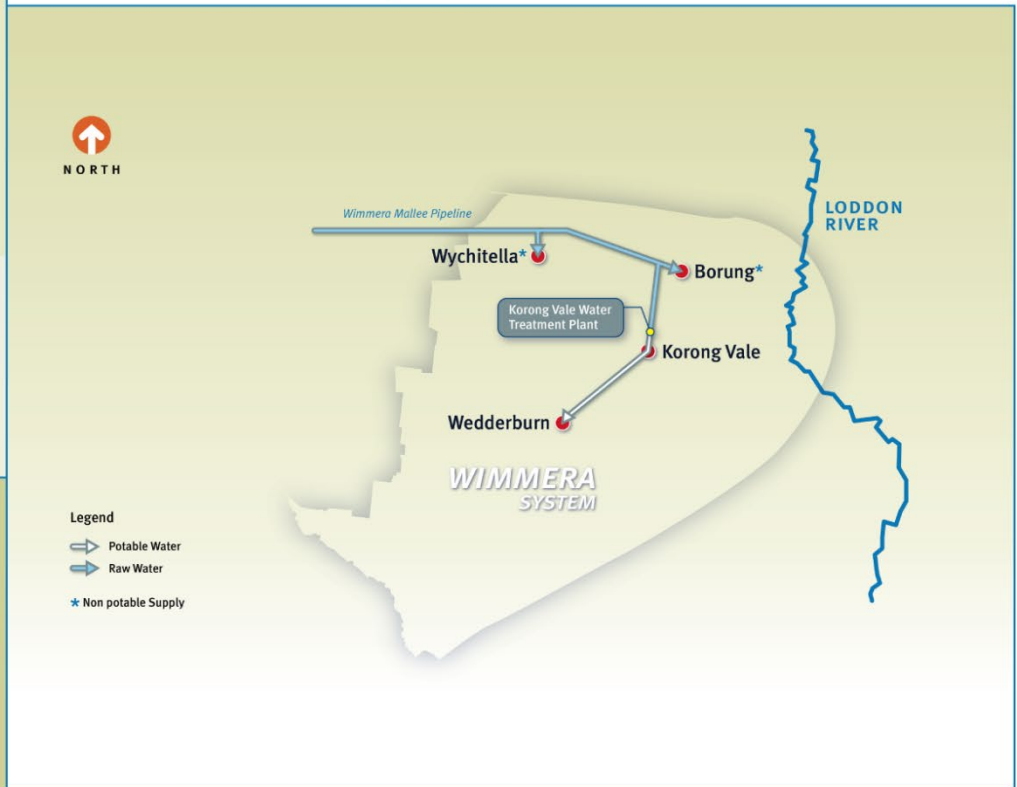 NORTH
Wimmera Mallee Pipeline
LODDON
RIVER
Wychitella*
Borung*
Korong Vale Water
Treatment Plant
Korong Vale
Wedderburn
WIMMERA
SYSTEM
Legend
Potable Water
Raw Water
* Non potable Supply